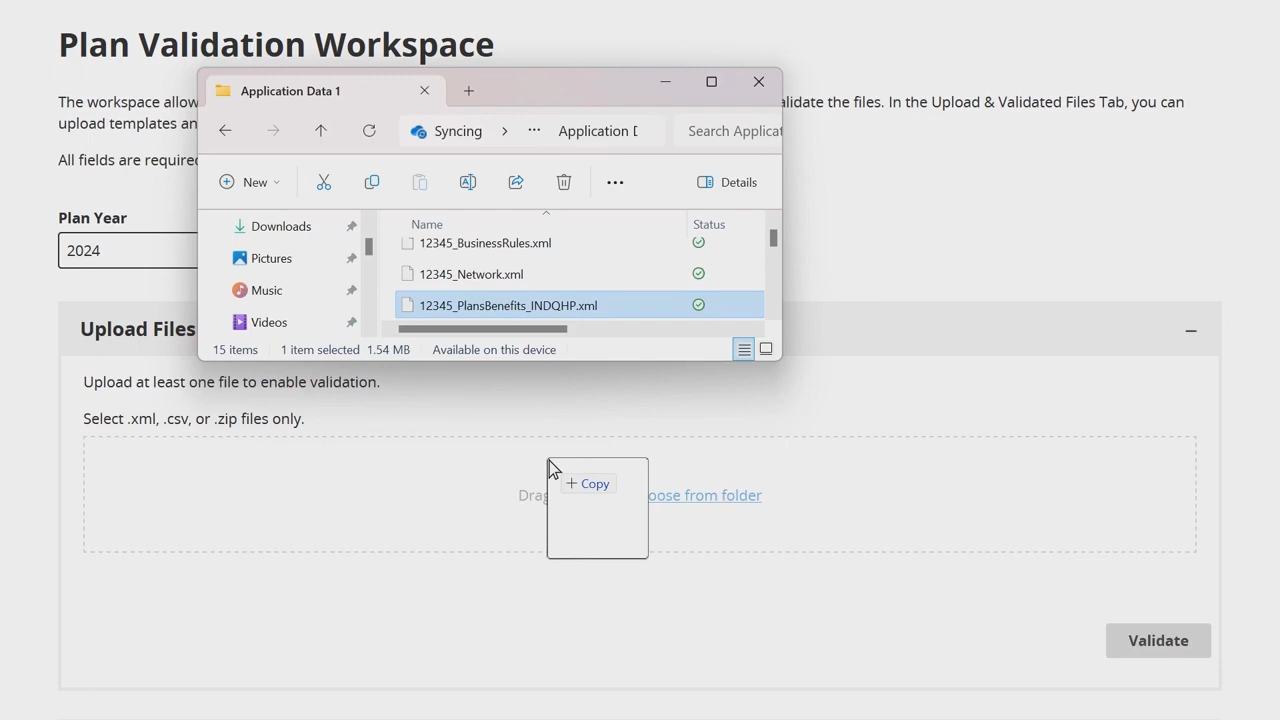 Plan Validation Workspace
Application Data 1
The workspace allow
alidate the files. In the Upload & Validated Files Tab, you can
upload templates an
Syncing
Application
Search Applicat
All fields are required
New
Details
Plan Year
2024
Downloads
Pictures
Music
Videos
Name
Status
12345_BusinessRules.xml
12345_Network.xml
12345_PlansBenefits_INDQHP.xml
15 items
1 item selected
1.54 MB
Available on this device
Upload Files
Upload at least one file to enable validation.
Select .xml, .csv, or .zip files only.
Drag
+ Copy
oose from folder
Validate